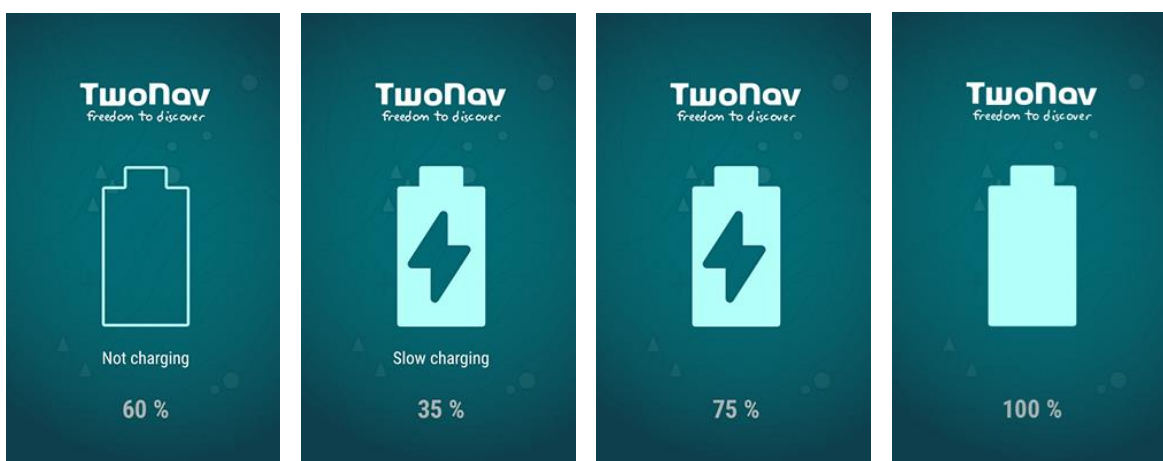 TwoNav
freedom to discover
Not charging
60 %
TwoNav
freedom to discover
Slow charging
35 %
TwoNav
freedom to discover
75 %
TwoNav
freedom to discover
100 %